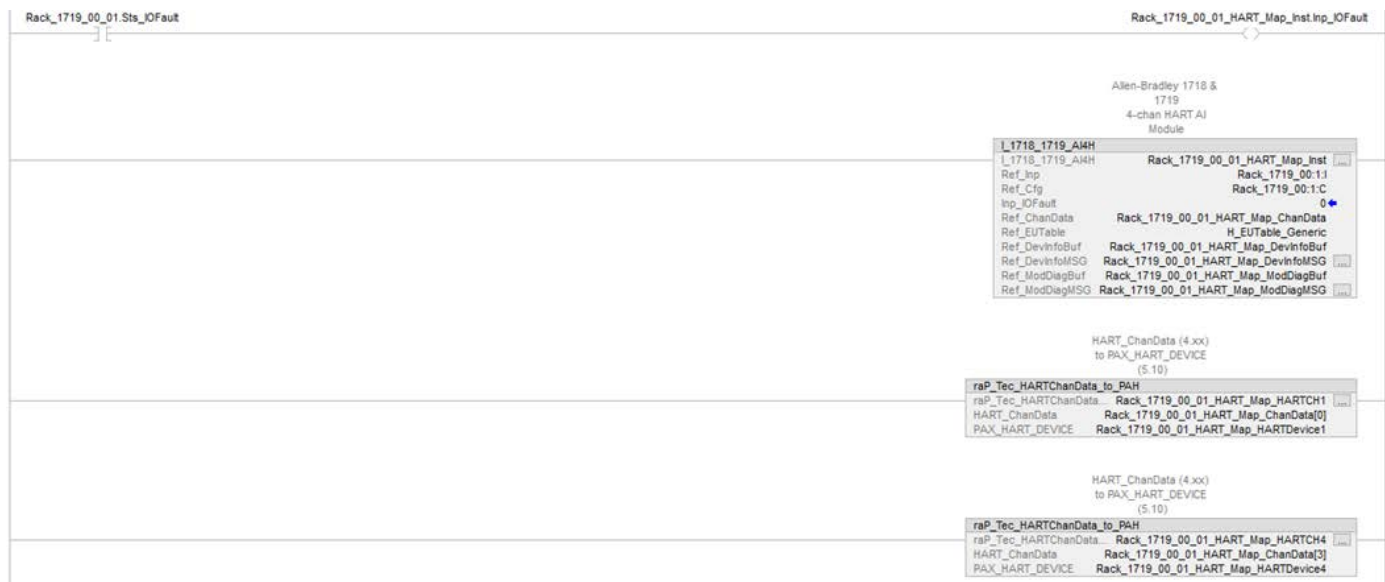 Rack_1719_00_01.Sts_IOFault
Rack_1719_00_01_HART_Map_Inst.Inp_IOFault
Allen-Bradley 1718 &
1719
4-chan HART AI
Module
I_1718_1719_AI4H
I_1718_1719_AI4H Rack_1719_00_01_HART_Map_Inst ...
Ref_Inp Rack_1719_00:1:I
Ref_Cfg Rack_1719_00:1:C
Inp_IOFault 0
Ref_ChanData Rack_1719_00_01_HART_Map_ChanData
Ref_EUTable H_EUTable_Generic
Ref_DevInfoBuf Rack_1719_00_01_HART_Map_DevInfoBuf
Ref_DevInfoMSG Rack_1719_00_01_HART_Map_DevInfoMSG ...
Ref_ModDiagBuf Rack_1719_00_01_HART_Map_ModDiagBuf
Ref_ModDiagMSG Rack_1719_00_01_HART_Map_ModDiagMSG ...
HART_ChanData (4.xx)
to PAX_HART_DEVICE
(5.10)
raP_Tec_HARTChanData_to_PAH
raP_Tec_HARTChanData... Rack_1719_00_01_HART_Map_HARTCH1 ...
HART_ChanData Rack_1719_00_01_HART_Map_ChanData[0]
PAX_HART_DEVICE Rack_1719_00_01_HART_Map_HARTDevice1
HART_ChanData (4.xx)
to PAX_HART_DEVICE
(5.10)
raP_Tec_HARTChanData_to_PAH
raP_Tec_HARTChanData... Rack_1719_00_01_HART_Map_HARTCH4 ...
HART_ChanData Rack_1719_00_01_HART_Map_ChanData[3]
PAX_HART_DEVICE Rack_1719_00_01_HART_Map_HARTDevice4